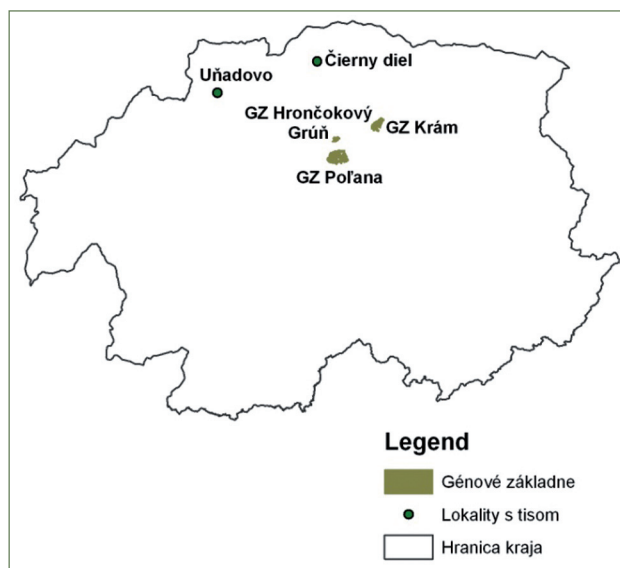 Čierny diel
Uňadovo
GZ Hrončokový
Grúň
GZ Krám
GZ Poľana
Legend
Génové základne
Lokality s tisom
Hranica kraja